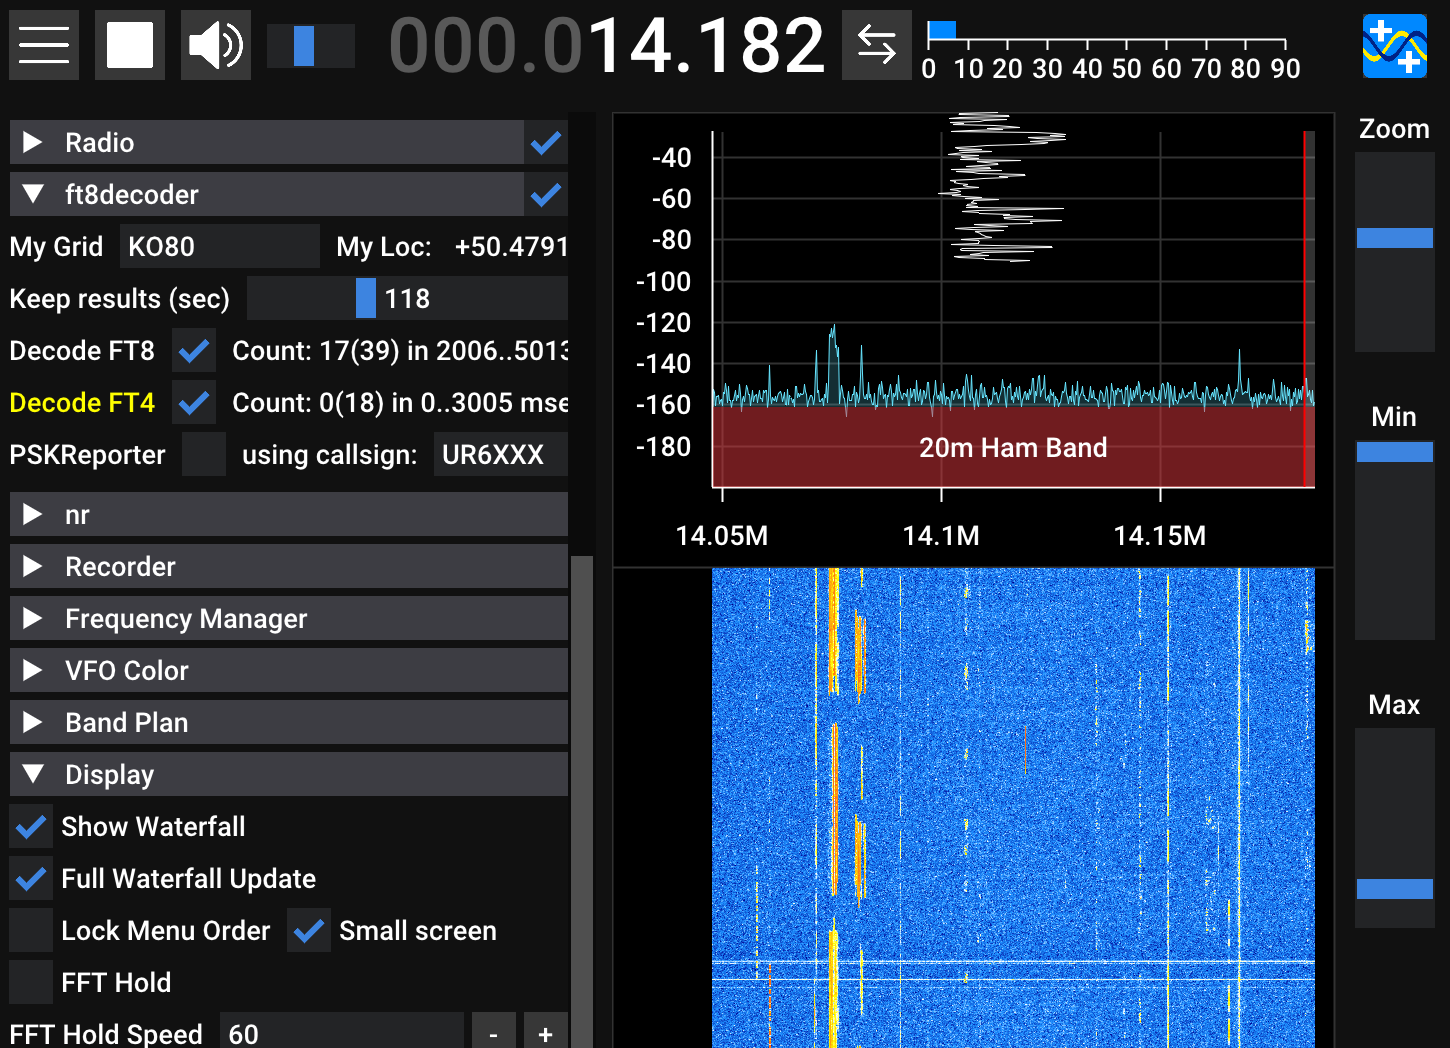 000.014.182
0 10 20 30 40 50 60 70 80 90
Radio
ft8decoder
My Grid KO80 My Loc: +50.4791
Keep results (sec) 118
Decode FT8 Count: 17(39) in 2006..5013
Decode FT4 Count: 0(18) in 0..3005 mse
PSKReporter using callsign: UR6XXX
nr
Recorder
Frequency Manager
VFO Color
Band Plan
Display
Show Waterfall
Full Waterfall Update
Lock Menu Order Small screen
FFT Hold
FFT Hold Speed 60 - +
-40
-60
-80
-100
-120
-140
-160
-180
20m Ham Band
14.05M 14.1M 14.15M
Zoom
Min
Max